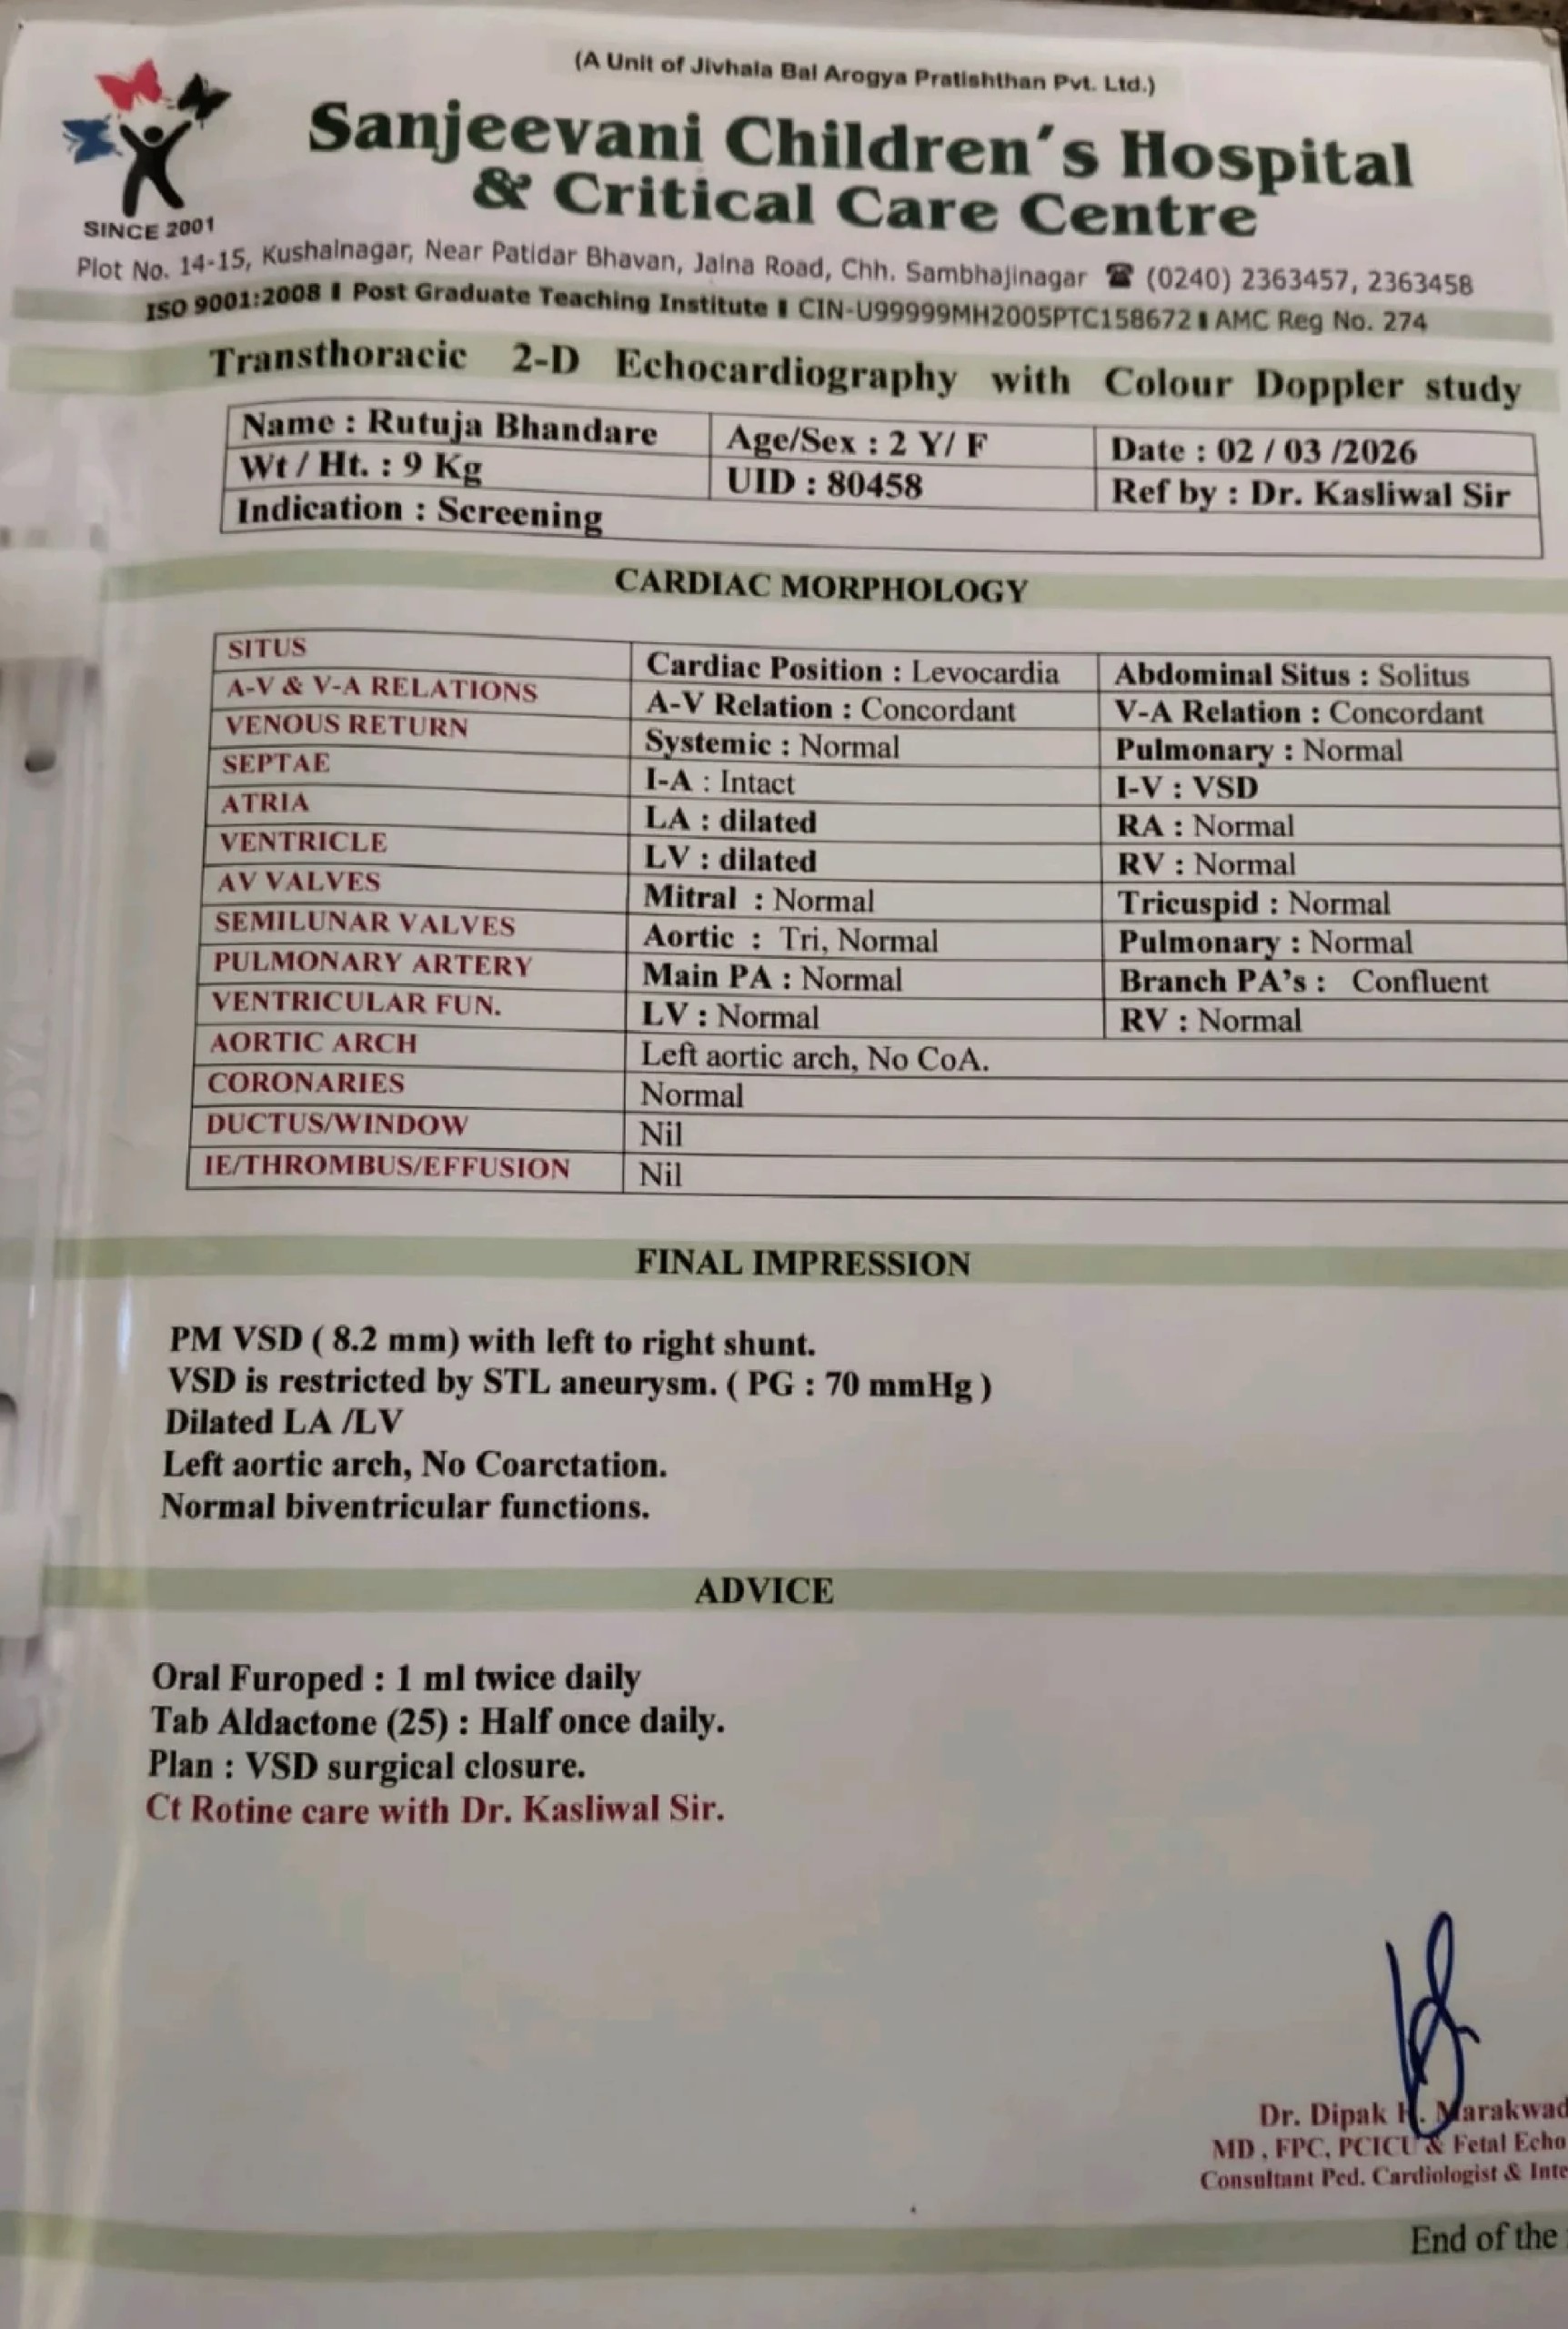 (A Unit of Jivhala Bal Arogya Pratishthan Pvt. Ltd.)
Sanjeevani Children's Hospital
& Critical Care Centre
SINCE 2001
Plot No. 14-15, Kushalnagar, Near Patidar Bhavan, Jalna Road, Chh. Sambhajinagar ☎ (0240) 2363457, 2363458
ISO 9001:2008 ▮ Post Graduate Teaching Institute ▮ CIN-U99999MH2005PTC158672 ▮ AMC Reg No. 274
Transthoracic 2-D Echocardiography with Colour Doppler study
Name : Rutuja Bhandare Age/Sex : 2 Y/ F Date : 02 / 03 /2026
Wt / Ht. : 9 Kg UID : 80458 Ref by : Dr. Kasliwal Sir
Indication : Screening
CARDIAC MORPHOLOGY
SITUS Cardiac Position : Levocardia Abdominal Situs : Solitus
A-V & V-A RELATIONS A-V Relation : Concordant V-A Relation : Concordant
VENOUS RETURN Systemic : Normal Pulmonary : Normal
SEPTAE I-A : Intact I-V : VSD
ATRIA LA : dilated RA : Normal
VENTRICLE LV : dilated RV : Normal
AV VALVES Mitral : Normal Tricuspid : Normal
SEMILUNAR VALVES Aortic : Tri, Normal Pulmonary : Normal
PULMONARY ARTERY Main PA : Normal Branch PA's : Confluent
VENTRICULAR FUN. LV : Normal RV : Normal
AORTIC ARCH Left aortic arch, No CoA.
CORONARIES Normal
DUCTUS/WINDOW Nil
IE/THROMBUS/EFFUSION Nil
FINAL IMPRESSION
PM VSD ( 8.2 mm) with left to right shunt.
VSD is restricted by STL aneurysm. ( PG : 70 mmHg )
Dilated LA /LV
Left aortic arch, No Coarctation.
Normal biventricular functions.
ADVICE
Oral Furoped : 1 ml twice daily
Tab Aldactone (25) : Half once daily.
Plan : VSD surgical closure.
Ct Rotine care with Dr. Kasliwal Sir.
Dr. Dipak Marakwad
MD , FPC, PCICU & Fetal Echo
Consultant Ped. Cardiologist & Inte
End of the